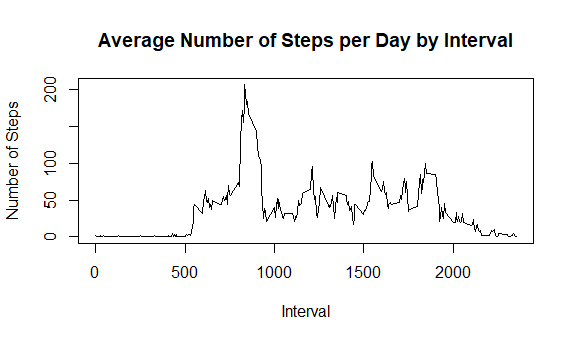 Average Number of Steps per Day by Interval
Number of Steps
200
100
50
0
0 500 1000 1500 2000
Interval